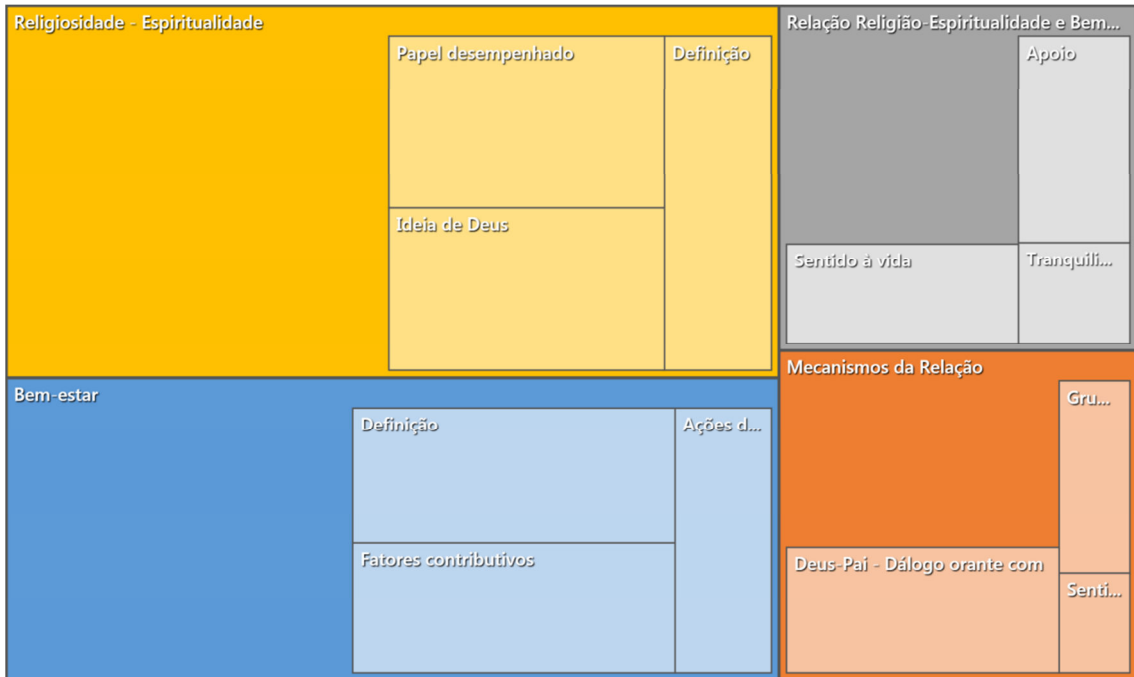 Religiosidade - Espiritualidade
Papel desempenhado
Definição
Ideia de Deus
Relação Religião-Espiritualidade e Bem...
Apoio
Sentido à vida
Tranquili...
Bem-estar
Definição
Ações d...
Fatores contributivos
Mecanismos da Relação
Gru...
Deus-Pai - Dálogo orante com
Senti...